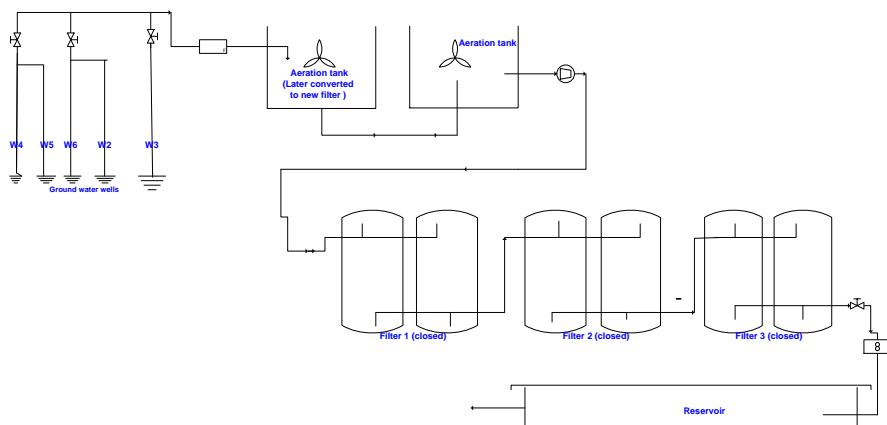 Aeration tank
Aeration tank
(Later converted
to new filter )
W4
W5
W6
W2
W3
Ground water wells
Filter 1 (closed)
Filter 2 (closed)
Filter 3 (closed)
8
Reservoir